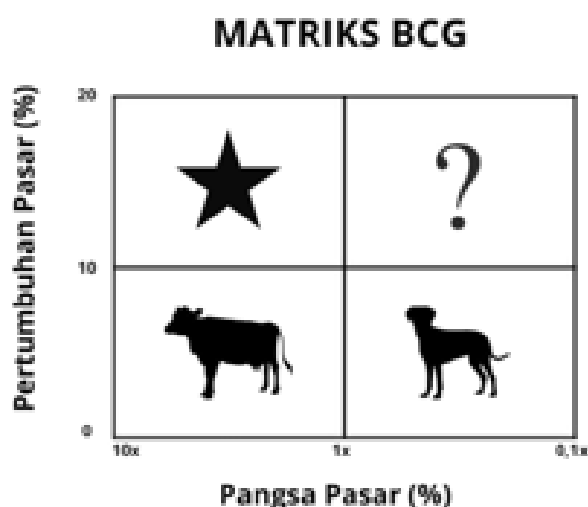 MATRIKS BCG
Pertumbuhan Pasar (%)
20
?
10
0
10x
1x
0,1x
Pangsa Pasar (%)